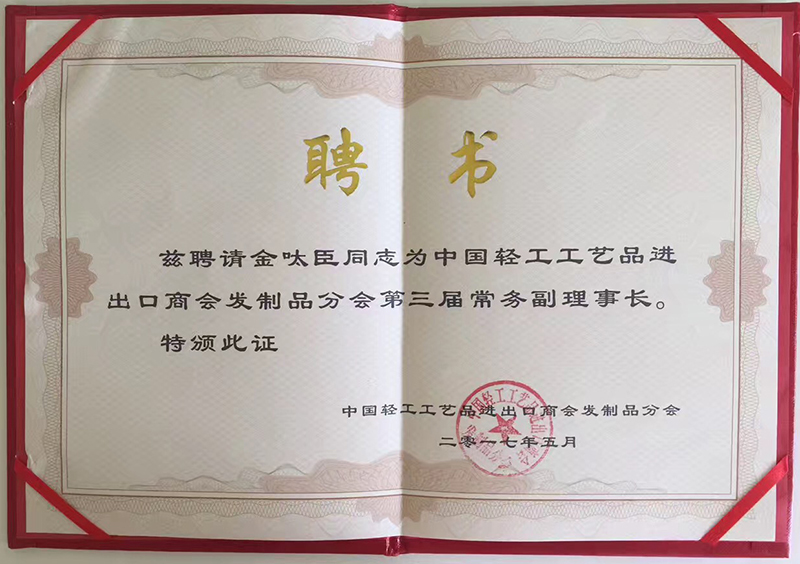 聘书
兹聘请金呔臣同志为中国轻工工艺品进
出口商会发制品分会第三届常务副理事长。
特颁此证
中国轻工工艺品进出口商会发制品分会
二〇一七年五月